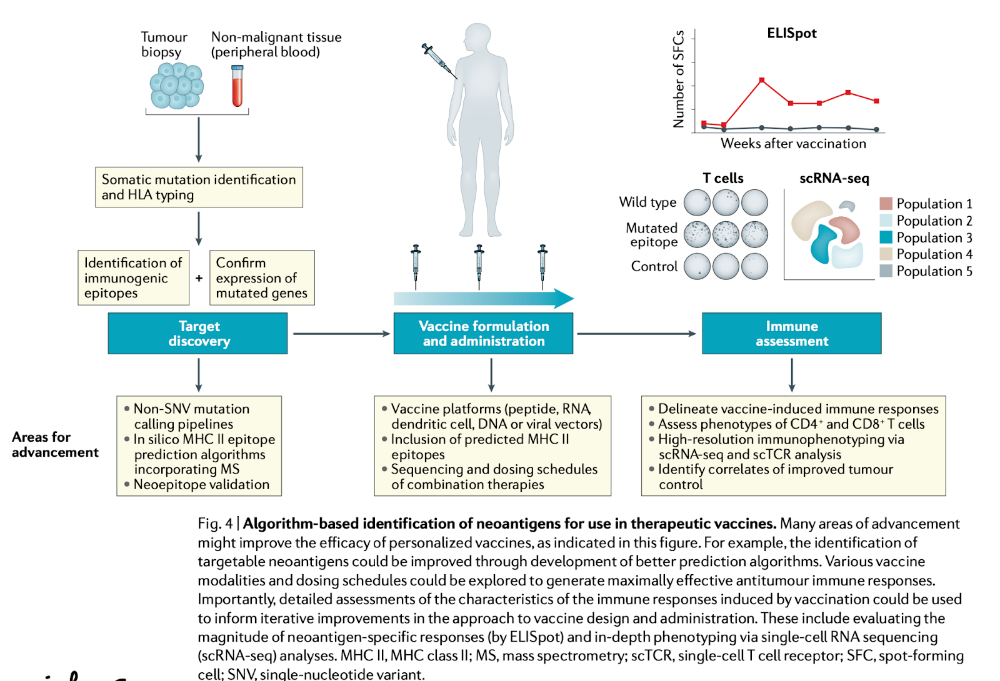 Tumour
biopsy
Non-malignant tissue
(peripheral blood)
Somatic mutation identification
and HLA typing
Identification of
immunogenic
epitopes
+
Confirm
expression of
mutated genes
Target
discovery
Vaccine formulation
and administration
ELISpot
Number of SFCs
Weeks after vaccination
T cells
Wild type
Mutated
epitope
Control
scRNA-seq
Population 1
Population 2
Population 3
Population 4
Population 5
Immune
assessment
Areas for
advancement
• Non-SNV mutation
calling pipelines
• In silico MHC II epitope
prediction algorithms
incorporating MS
• Neoepitope validation
• Vaccine platforms (peptide, RNA,
dendritic cell, DNA or viral vectors)
• Inclusion of predicted MHC II
epitopes
• Sequencing and dosing schedules
of combination therapies
• Delineate vaccine-induced immune responses
• Assess phenotypes of CD4⁺ and CD8⁺ T cells
• High-resolution immunophenotyping via
scRNA-seq and scTCR analysis
• Identify correlates of improved tumour
control
Fig. 4 | Algorithm-based identification of neoantigens for use in therapeutic vaccines. Many areas of advancement
might improve the efficacy of personalized vaccines, as indicated in this figure. For example, the identification of
targetable neoantigens could be improved through development of better prediction algorithms. Various vaccine
modalities and dosing schedules could be explored to generate maximally effective antitumour immune responses.
Importantly, detailed assessments of the characteristics of the immune responses induced by vaccination could be used
to inform iterative improvements in the approach to vaccine design and administration. These include evaluating the
magnitude of neoantigen-specific responses (by ELISpot) and in-depth phenotyping via single-cell RNA sequencing
(scRNA-seq) analyses. MHC II, MHC class II; MS, mass spectrometry; scTCR, single-cell T cell receptor; SFC, spot-forming
cell; SNV, single-nucleotide variant.